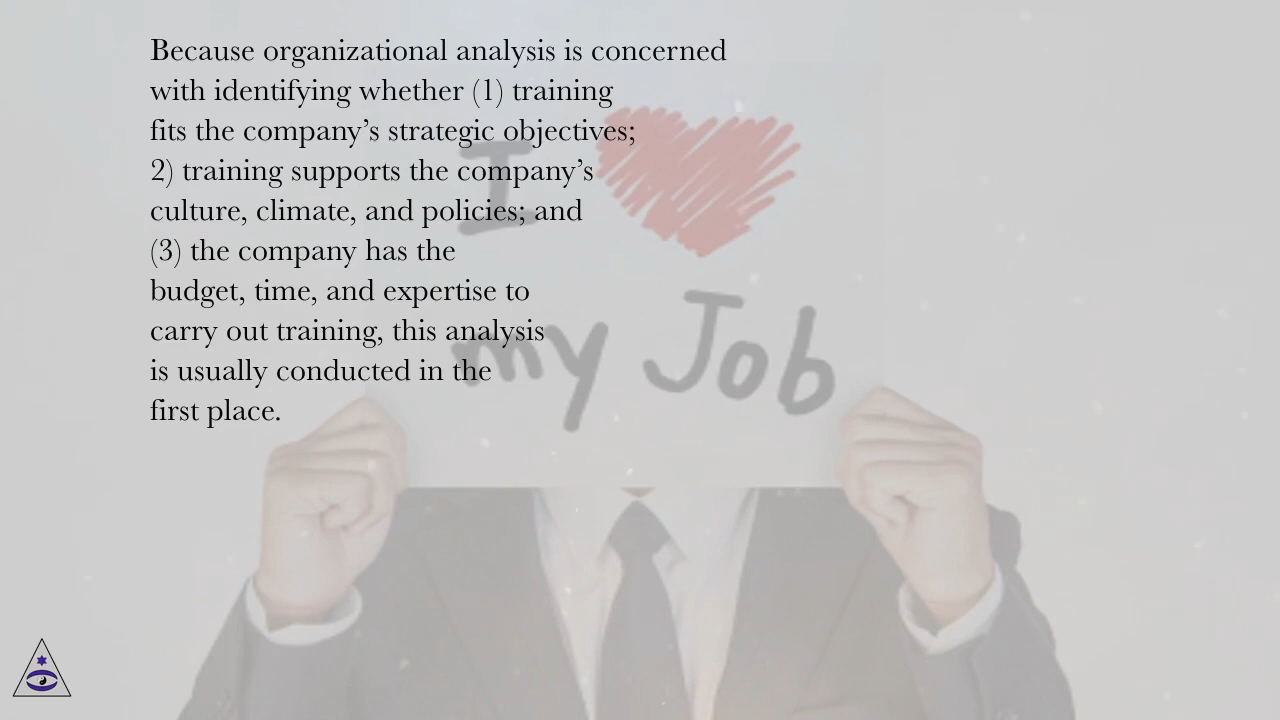 Because organizational analysis is concerned
with identifying whether (1) training
fits the company’s strategic objectives;
2) training supports the company’s
culture, climate, and policies; and
(3) the company has the
budget, time, and expertise to
carry out training, this analysis
is usually conducted in the
first place.
I
my Job